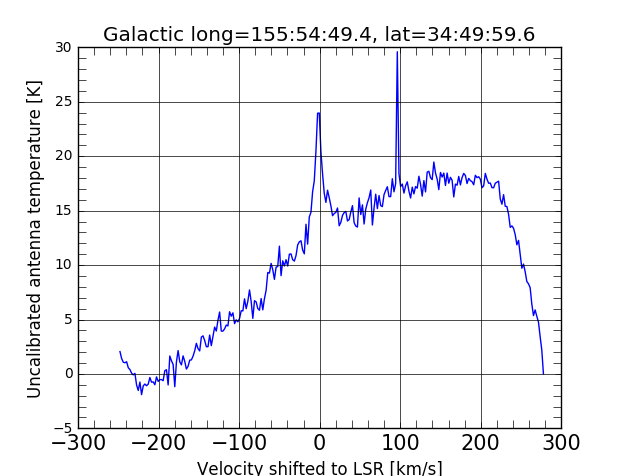 Galactic long=155:54:49.4, lat=34:49:59.6
Uncalibrated antenna temperature [K]
30
25
20
15
10
5
0
−5
−300 −200 −100 0 100 200 300
Velocity shifted to LSR [km/s]